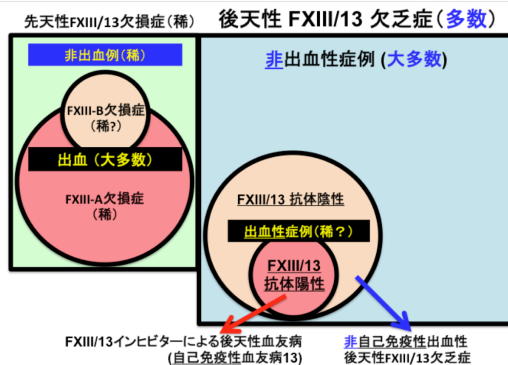 先天性FXIII/13欠損症(稀)
後天性 FXIII/13 欠乏症(多数)
非出血例(稀)
非出血性症例 (大多数)
FXIII-B欠損症
(稀?)
出血 (大多数)
FXIII-A欠損症
(稀)
FXIII/13 抗体陰性
出血性症例(稀？)
FXIII/13
抗体陽性
FXIII/13インヒビターによる後天性血友病
(自己免疫性血友病13)
非自己免疫性出血性
後天性FXIII/13欠乏症